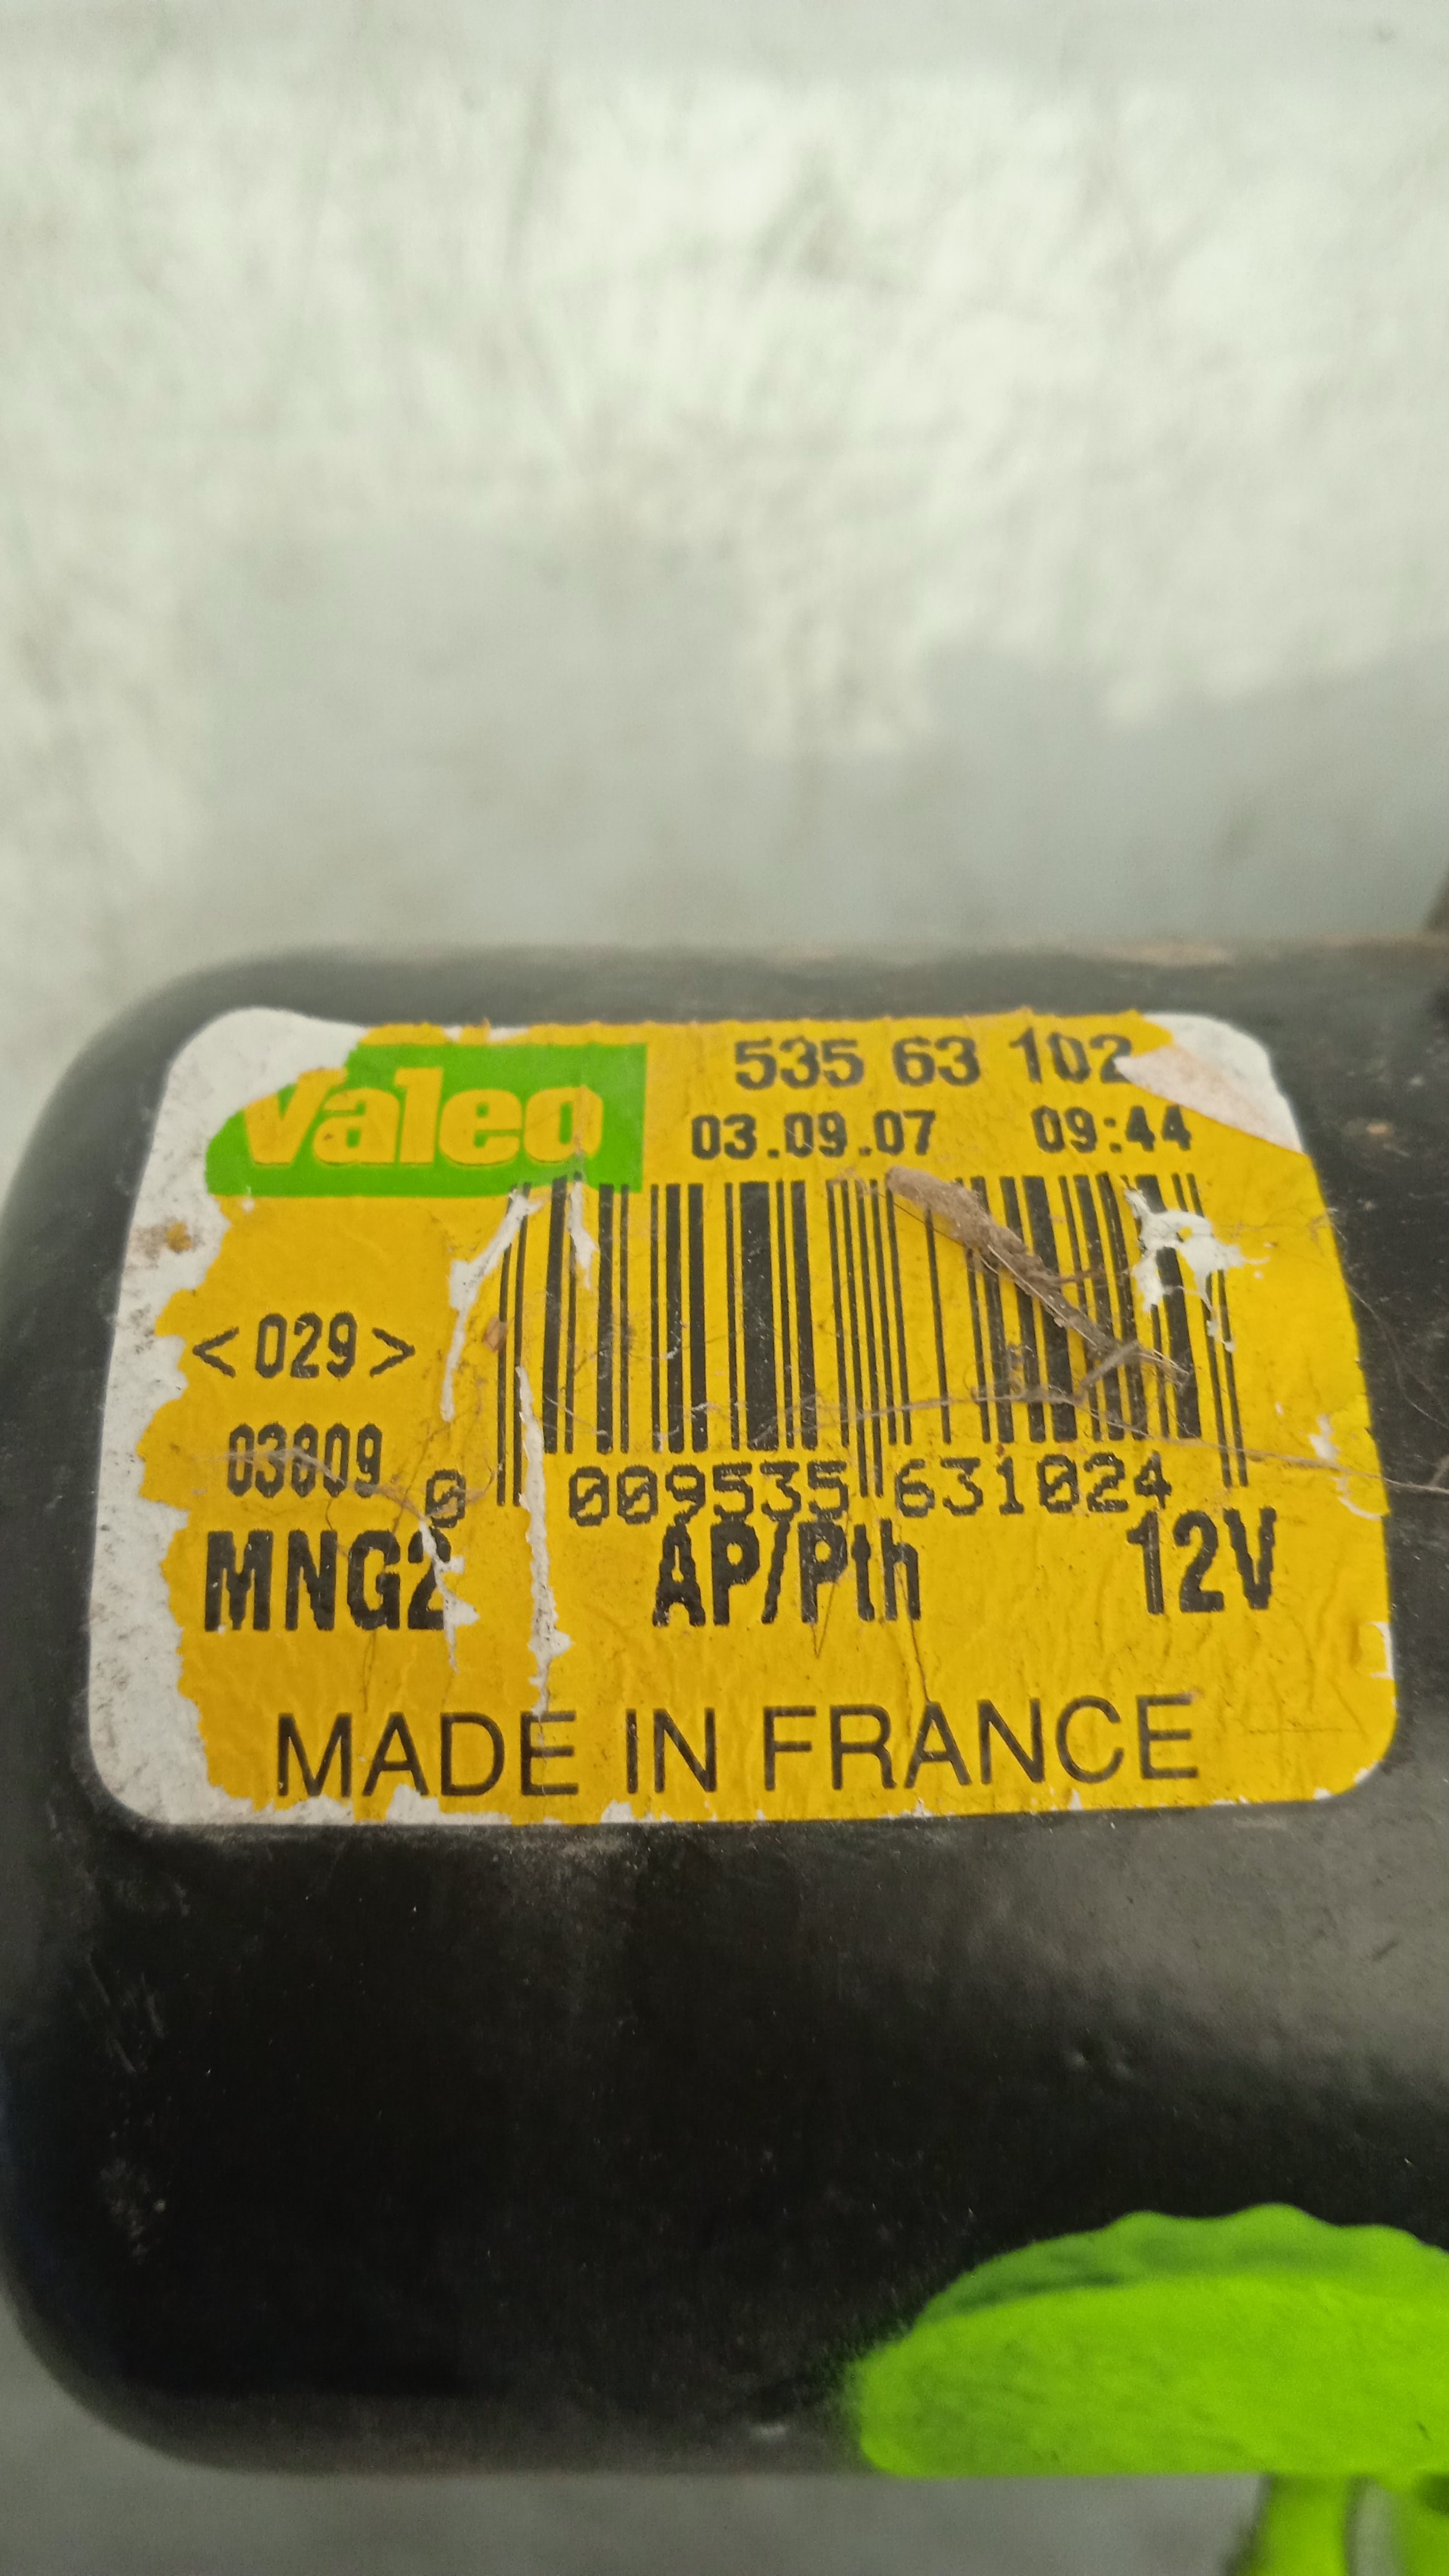 Valeo
535 63 102
03.09.07 09:44
<029>
03809
0 009535 631024
MNG2 AP/Pth 12V
MADE IN FRANCE